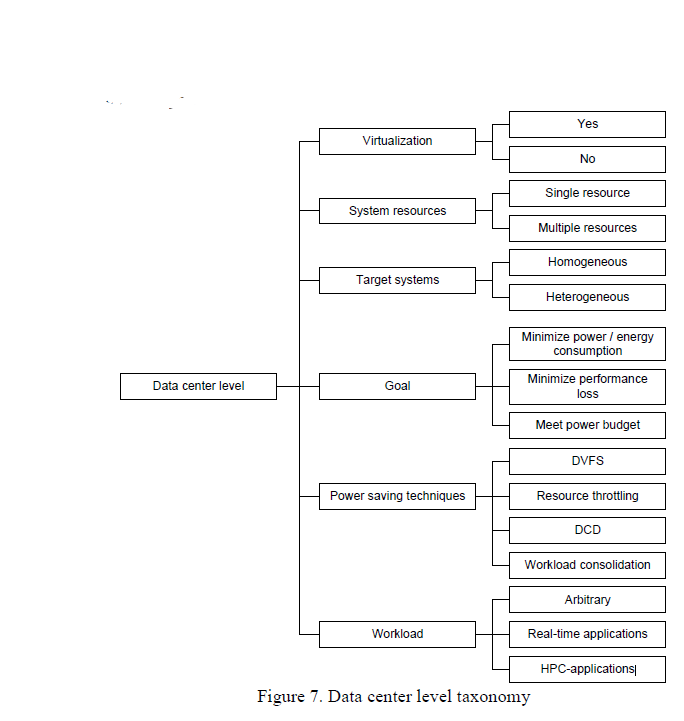 Virtualization
Yes
No
System resources
Single resource
Multiple resources
Target systems
Homogeneous
Heterogeneous
Data center level
Goal
Minimize power / energy
consumption
Minimize performance
loss
Meet power budget
Power saving techniques
DVFS
Resource throttling
DCD
Workload consolidation
Workload
Arbitrary
Real-time applications
HPC-applications
Figure 7. Data center level taxonomy